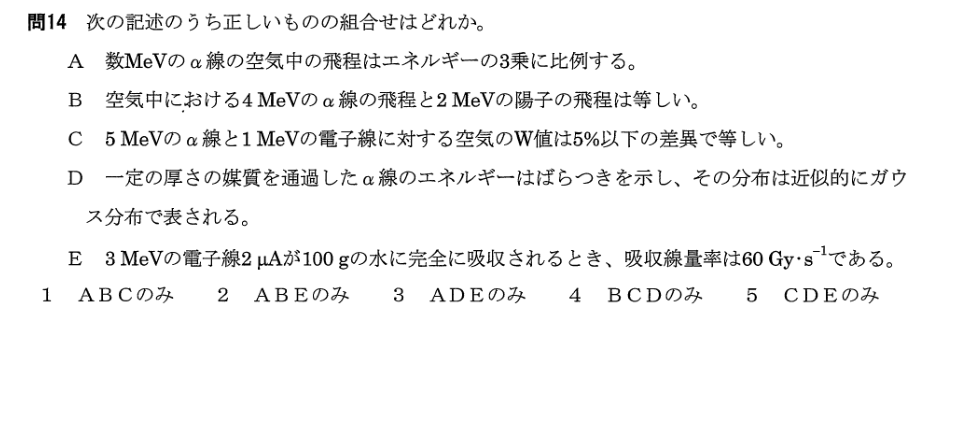 問14 次の記述のうち正しいものの組合せはどれか。
A 数MeVのα線の空気中の飛程はエネルギーの3乗に比例する。
B 空気中における4 MeVのα線の飛程と2 MeVの陽子の飛程は等しい。
C 5 MeVのα線と1 MeVの電子線に対する空気のW値は5%以下の差異で等しい。
D 一定の厚さの媒質を通過したα線のエネルギーはばらつきを示し、その分布は近似的にガウ
ス分布で表される。
E 3 MeVの電子線2 μAが100 gの水に完全に吸収されるとき、吸収線量率は60 Gy·s⁻¹である。
1 ABCのみ 2 ABEのみ 3 ADEのみ 4 BCDのみ 5 CDEのみ